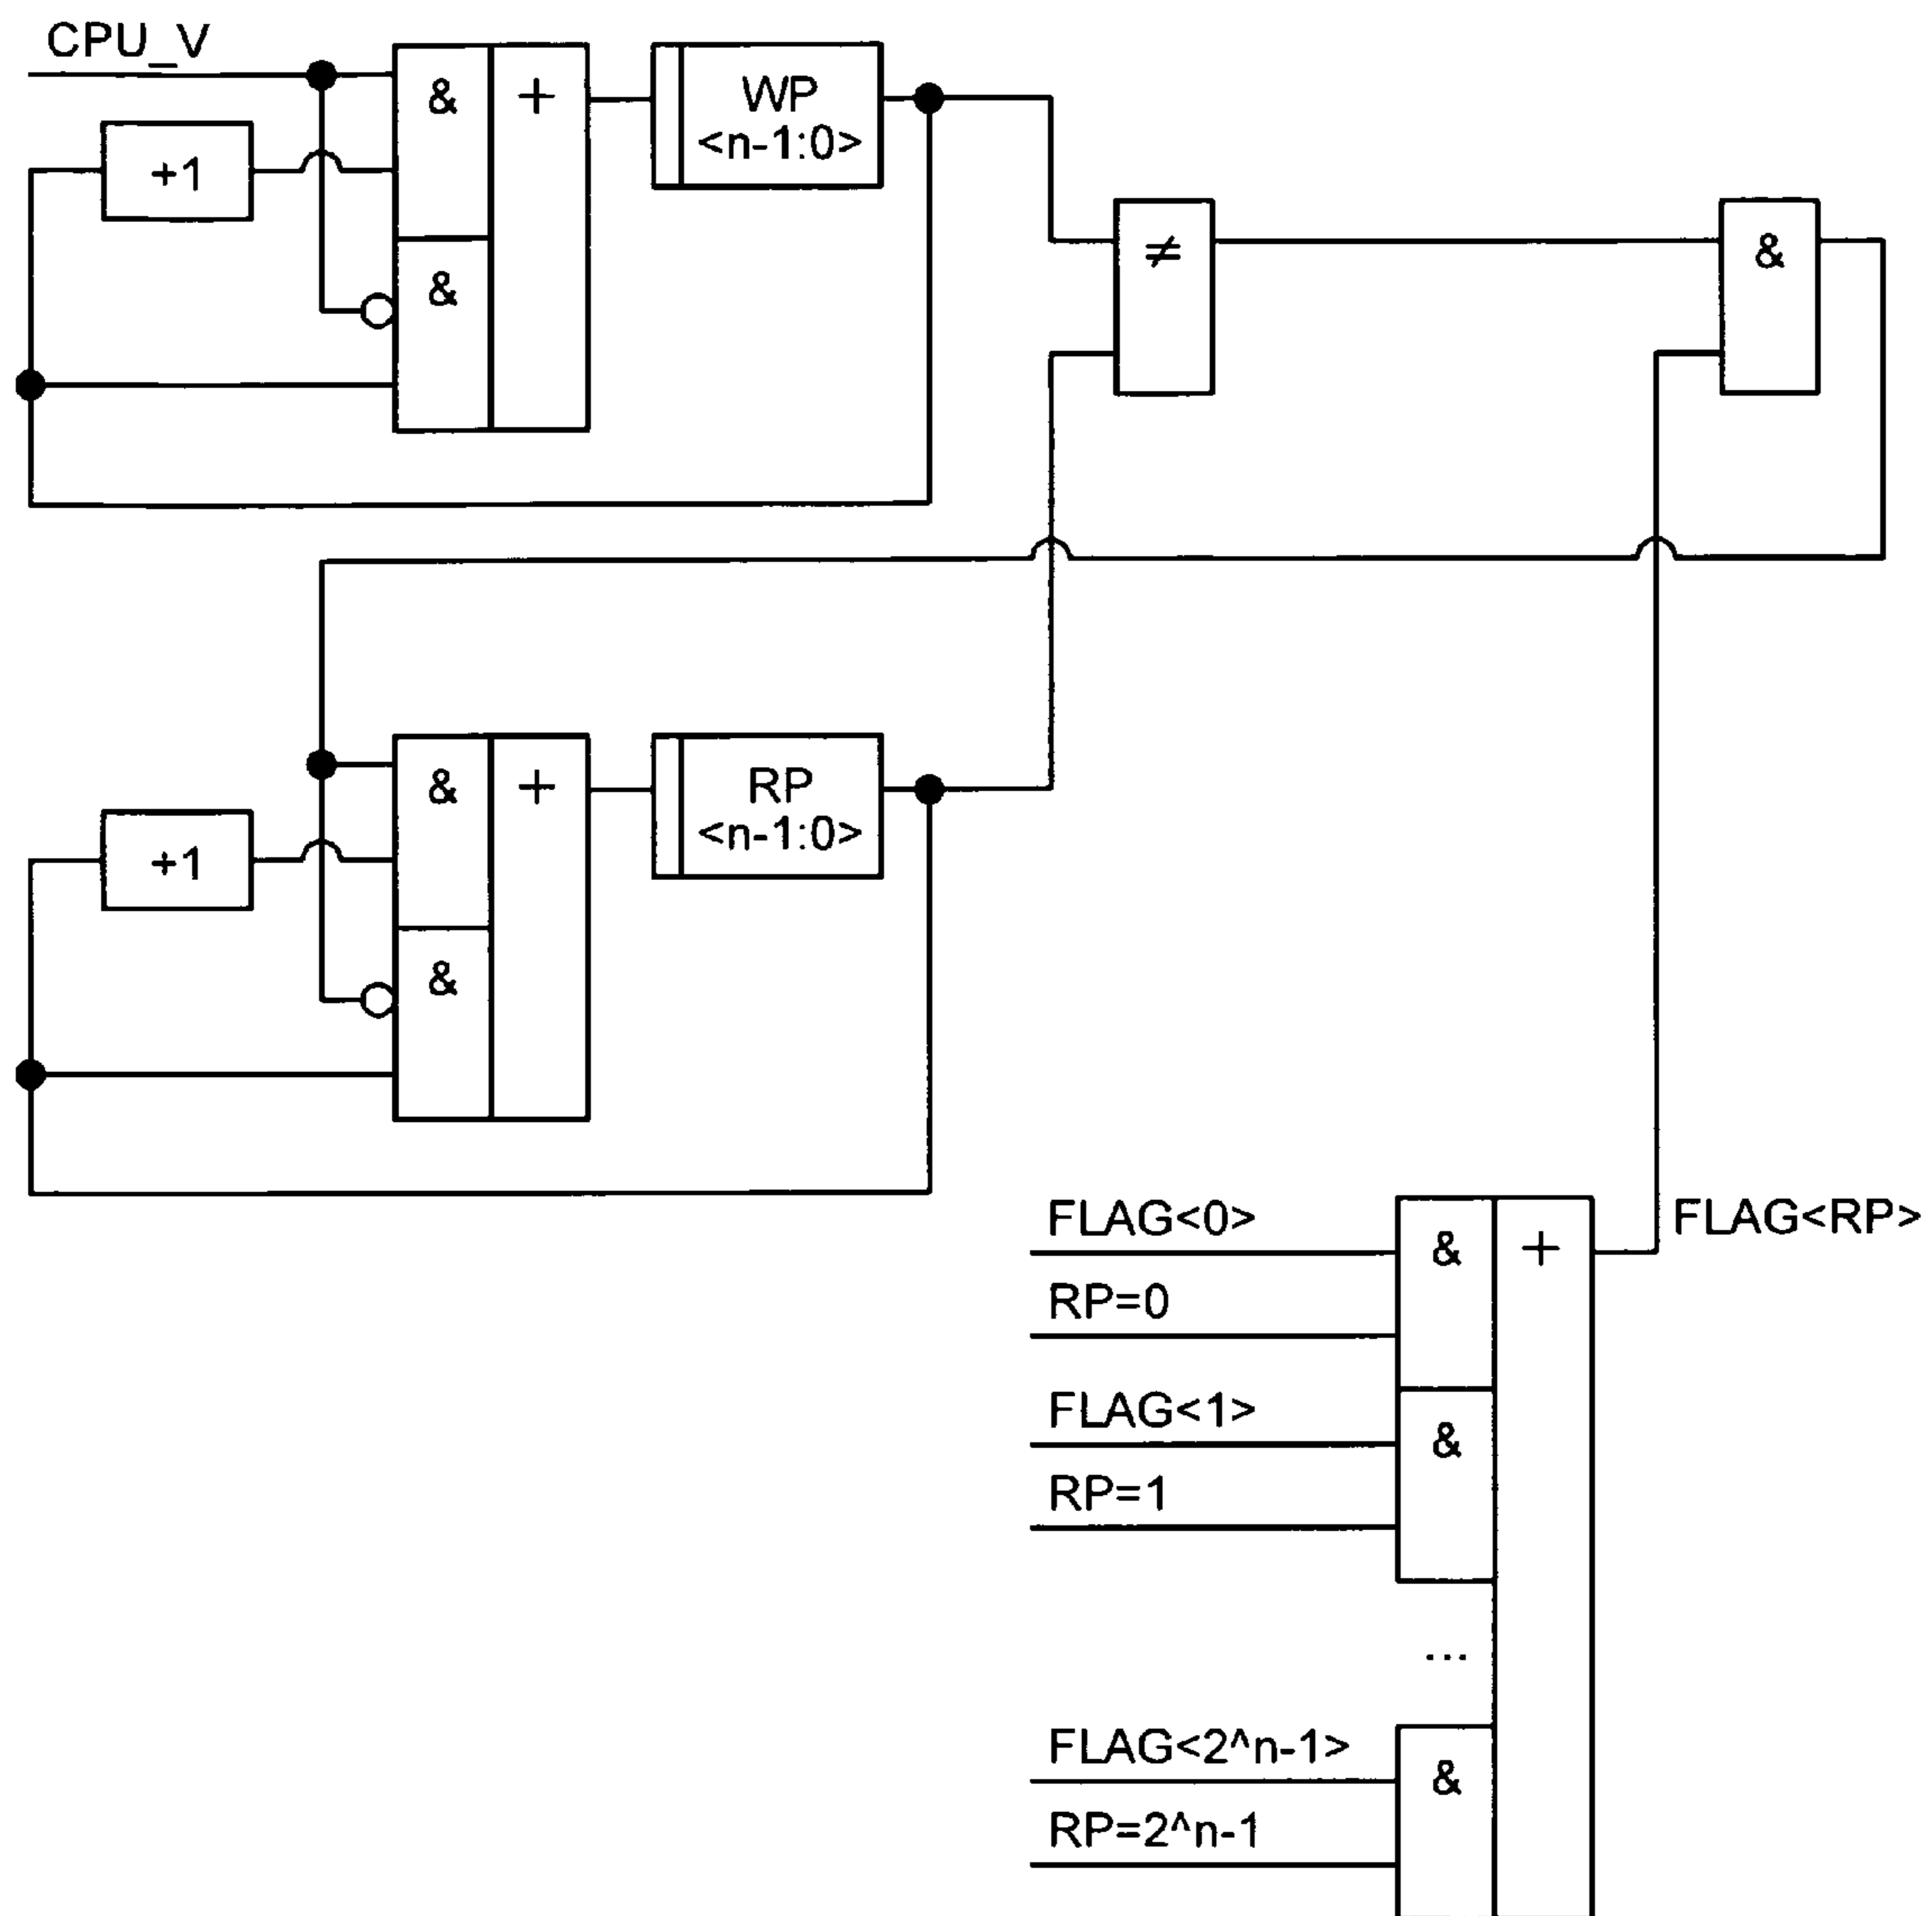 CPU_V
& + WP
<n-1:0>
+1
&
≠
&
& + RP
<n-1:0>
+1
&
FLAG<0>
& + FLAG<RP>
RP=0
FLAG<1>
&
RP=1
...
FLAG<2^n-1>
&
RP=2^n-1